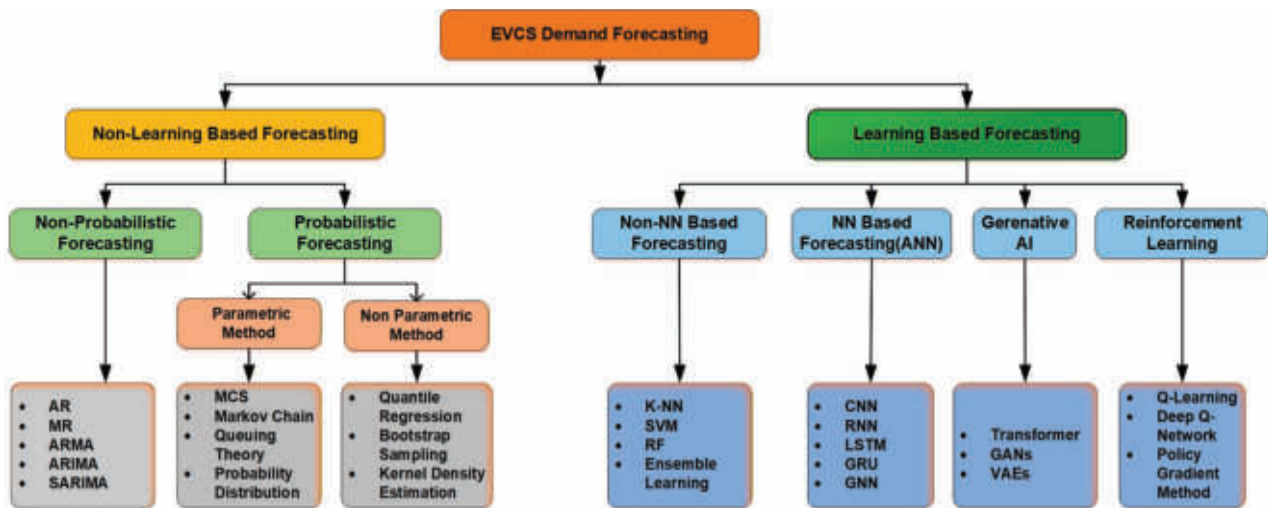 EVCS Demand Forecasting
Non-Learning Based Forecasting
Learning Based Forecasting
Non-Probabilistic
Forecasting
Probabilistic
Forecasting
Non-NN Based
Forecasting
NN Based
Forecasting(ANN)
Gerenative
AI
Reinforcement
Learning
Parametric
Method
Non Parametric
Method
• AR
• MR
• ARMA
• ARIMA
• SARIMA
• MCS
• Markov Chain
• Queuing
Theory
• Probability
Distribution
• Quantile
Regression
• Bootstrap
Sampling
• Kernel Density
Estimation
• K-NN
• SVM
• RF
• Ensemble
Learning
• CNN
• RNN
• LSTM
• GRU
• GNN
• Transformer
• GANs
• VAEs
• Q-Learning
• Deep Q-
Network
• Policy
Gradient
Method